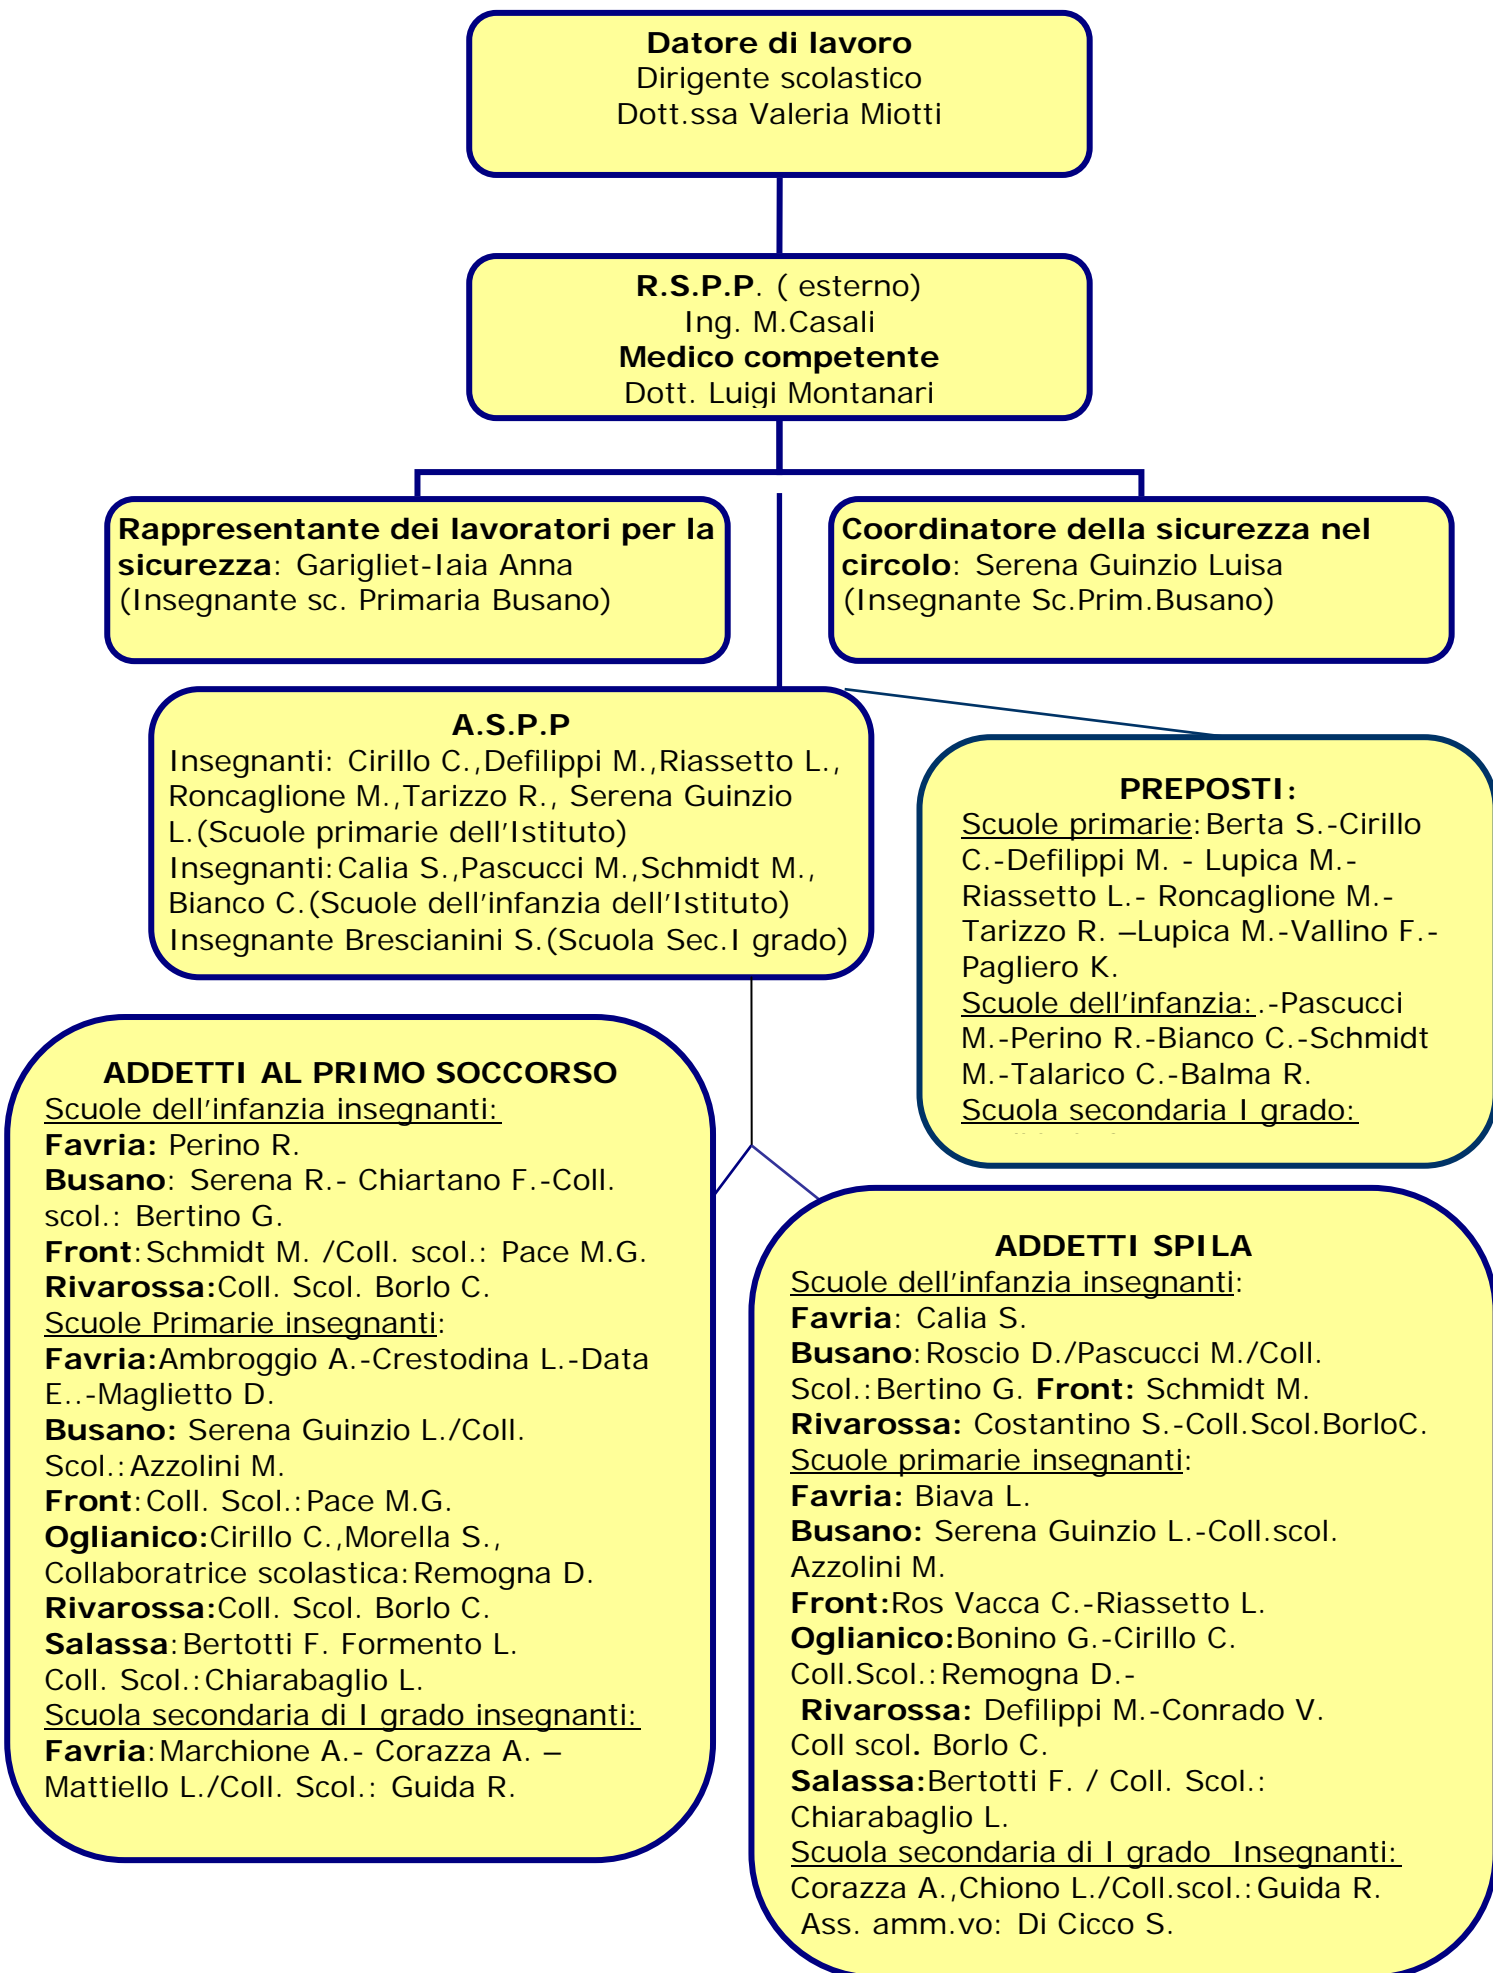 Datore di lavoro
Dirigente scolastico
Dott.ssa Valeria Miotti
R.S.P.P. ( esterno)
Ing. M.Casali
Medico competente
Dott. Luigi Montanari
Rappresentante dei lavoratori per la
sicurezza: Garigliet-Iaia Anna
(Insegnante sc. Primaria Busano)
Coordinatore della sicurezza nel
circolo: Serena Guinzio Luisa
(Insegnante Sc.Prim.Busano)
A.S.P.P
Insegnanti: Cirillo C.,Defilippi M.,Riassetto L.,
Roncaglione M.,Tarizzo R., Serena Guinzio
L.(Scuole primarie dell'Istituto)
Insegnanti:Calia S.,Pascucci M.,Schmidt M.,
Bianco C.(Scuole dell'infanzia dell'Istituto)
Insegnante Brescianini S.(Scuola Sec.I grado)
PREPOSTI:
Scuole primarie:Berta S.-Cirillo
C.-Defilippi M. - Lupica M.-
Riassetto L.- Roncaglione M.-
Tarizzo R. –Lupica M.-Vallino F.-
Pagliero K.
Scuole dell'infanzia:.-Pascucci
M.-Perino R.-Bianco C.-Schmidt
M.-Talarico C.-Balma R.
Scuola secondaria I grado:
ADDETTI AL PRIMO SOCCORSO
Scuole dell'infanzia insegnanti:
Favria: Perino R.
Busano: Serena R.- Chiartano F.-Coll.
scol.: Bertino G.
Front:Schmidt M. /Coll. scol.: Pace M.G.
Rivarossa:Coll. Scol. Borlo C.
Scuole Primarie insegnanti:
Favria:Ambroggio A.-Crestodina L.-Data
E..-Maglietto D.
Busano: Serena Guinzio L./Coll.
Scol.:Azzolini M.
Front:Coll. Scol.:Pace M.G.
Oglianico:Cirillo C.,Morella S.,
Collaboratrice scolastica:Remogna D.
Rivarossa:Coll. Scol. Borlo C.
Salassa:Bertotti F. Formento L.
Coll. Scol.:Chiarabaglio L.
Scuola secondaria di I grado insegnanti:
Favria:Marchione A.- Corazza A. –
Mattiello L./Coll. Scol.: Guida R.
ADDETTI SPILA
Scuole dell'infanzia insegnanti:
Favria: Calia S.
Busano:Roscio D./Pascucci M./Coll.
Scol.:Bertino G. Front: Schmidt M.
Rivarossa: Costantino S.-Coll.Scol.BorloC.
Scuole primarie insegnanti:
Favria: Biava L.
Busano: Serena Guinzio L.-Coll.scol.
Azzolini M.
Front:Ros Vacca C.-Riassetto L.
Oglianico:Bonino G.-Cirillo C.
Coll.Scol.:Remogna D.-
Rivarossa: Defilippi M.-Conrado V.
Coll scol. Borlo C.
Salassa:Bertotti F. / Coll. Scol.:
Chiarabaglio L.
Scuola secondaria di I grado  Insegnanti:
Corazza A.,Chiono L./Coll.scol.:Guida R.
Ass. amm.vo: Di Cicco S.